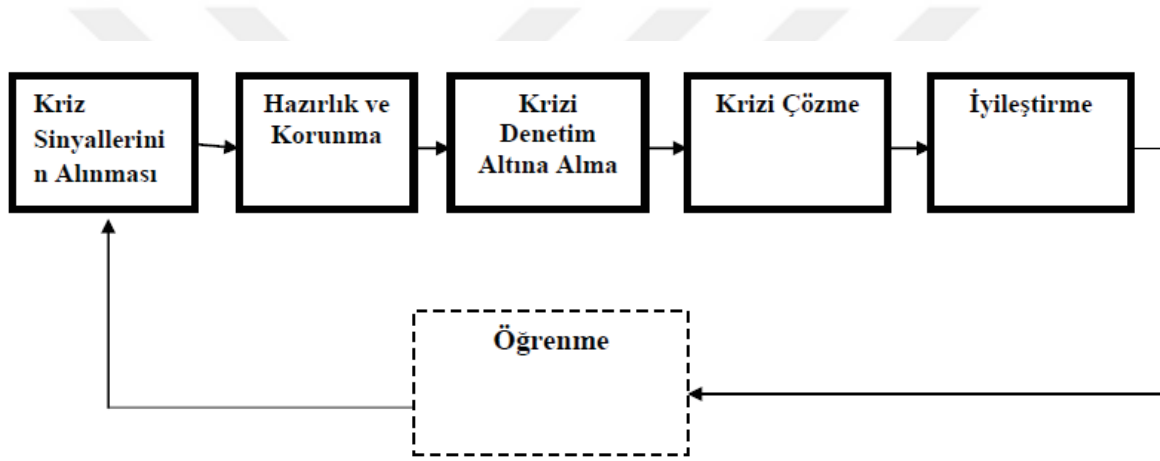 Kriz
Sinyallerini
n Alınması
Hazırlık ve
Korunma
Krizi
Denetim
Altına Alma
Krizi Çözme
İyileştirme
Öğrenme